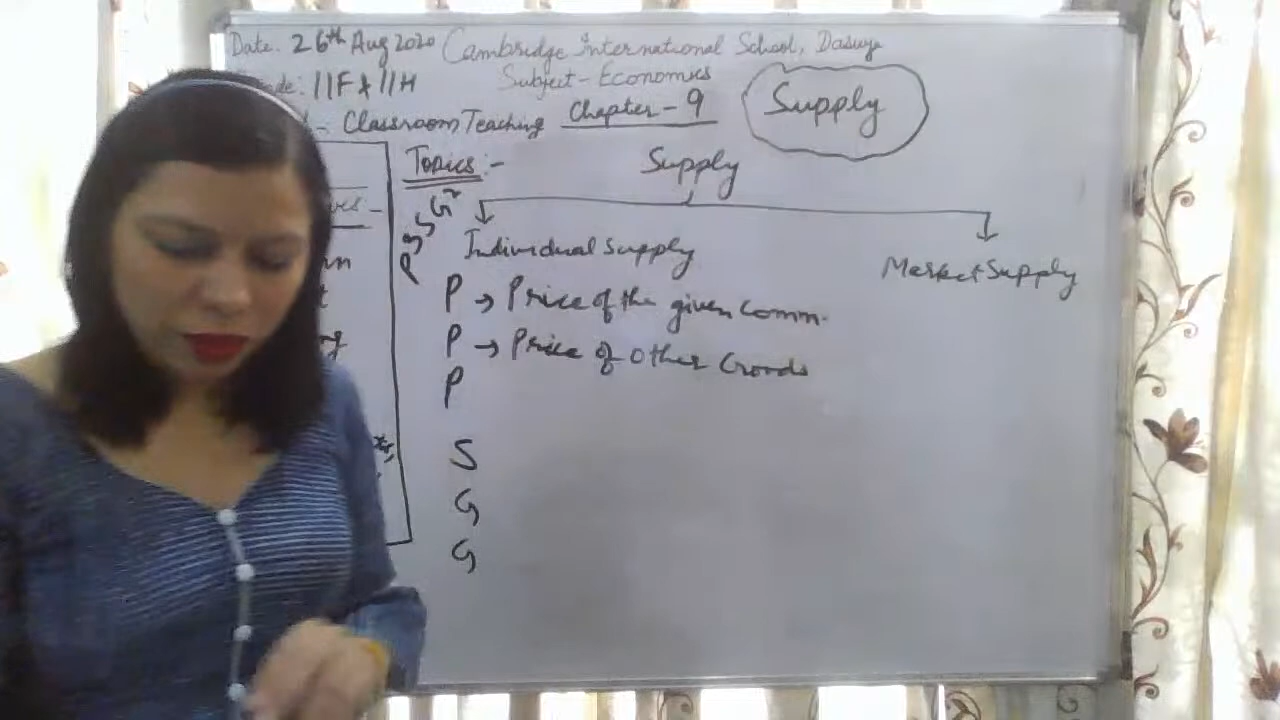 Date. 26th Aug 2020 Cambridge International School, Dasuya
de: 11F & 11H Subject - Economics
- Classroom Teaching Chapter - 9 Supply
Topics :- Supply
Individual Supply Market Supply
P → Price of the given Comm.
P → Price of Other Goods
P
S
G
G